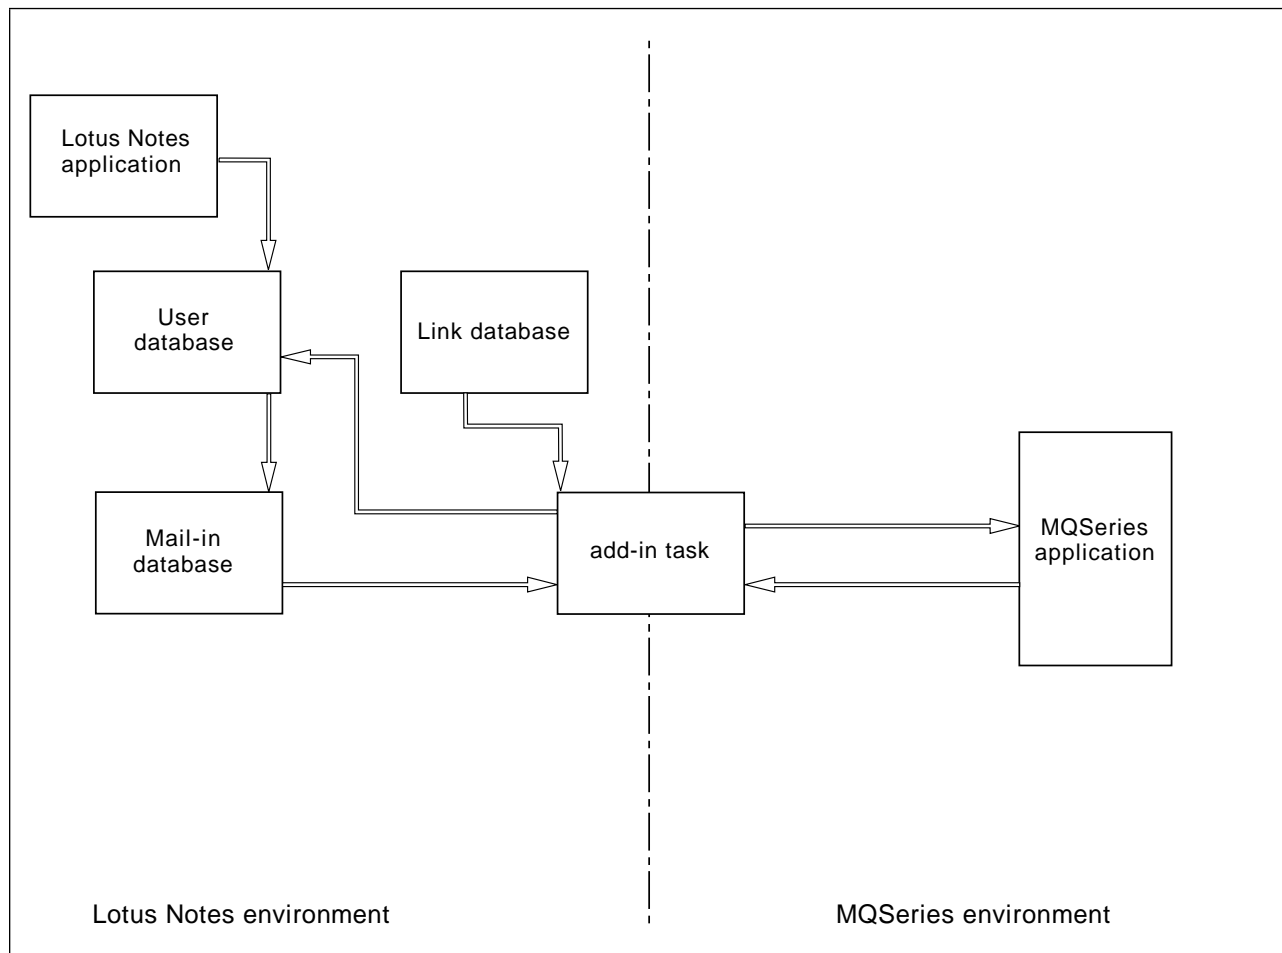 Lotus Notes
application
User
database
Link database
Mail-in
database
add-in task
MQSeries
application
Lotus Notes environment
MQSeries environment